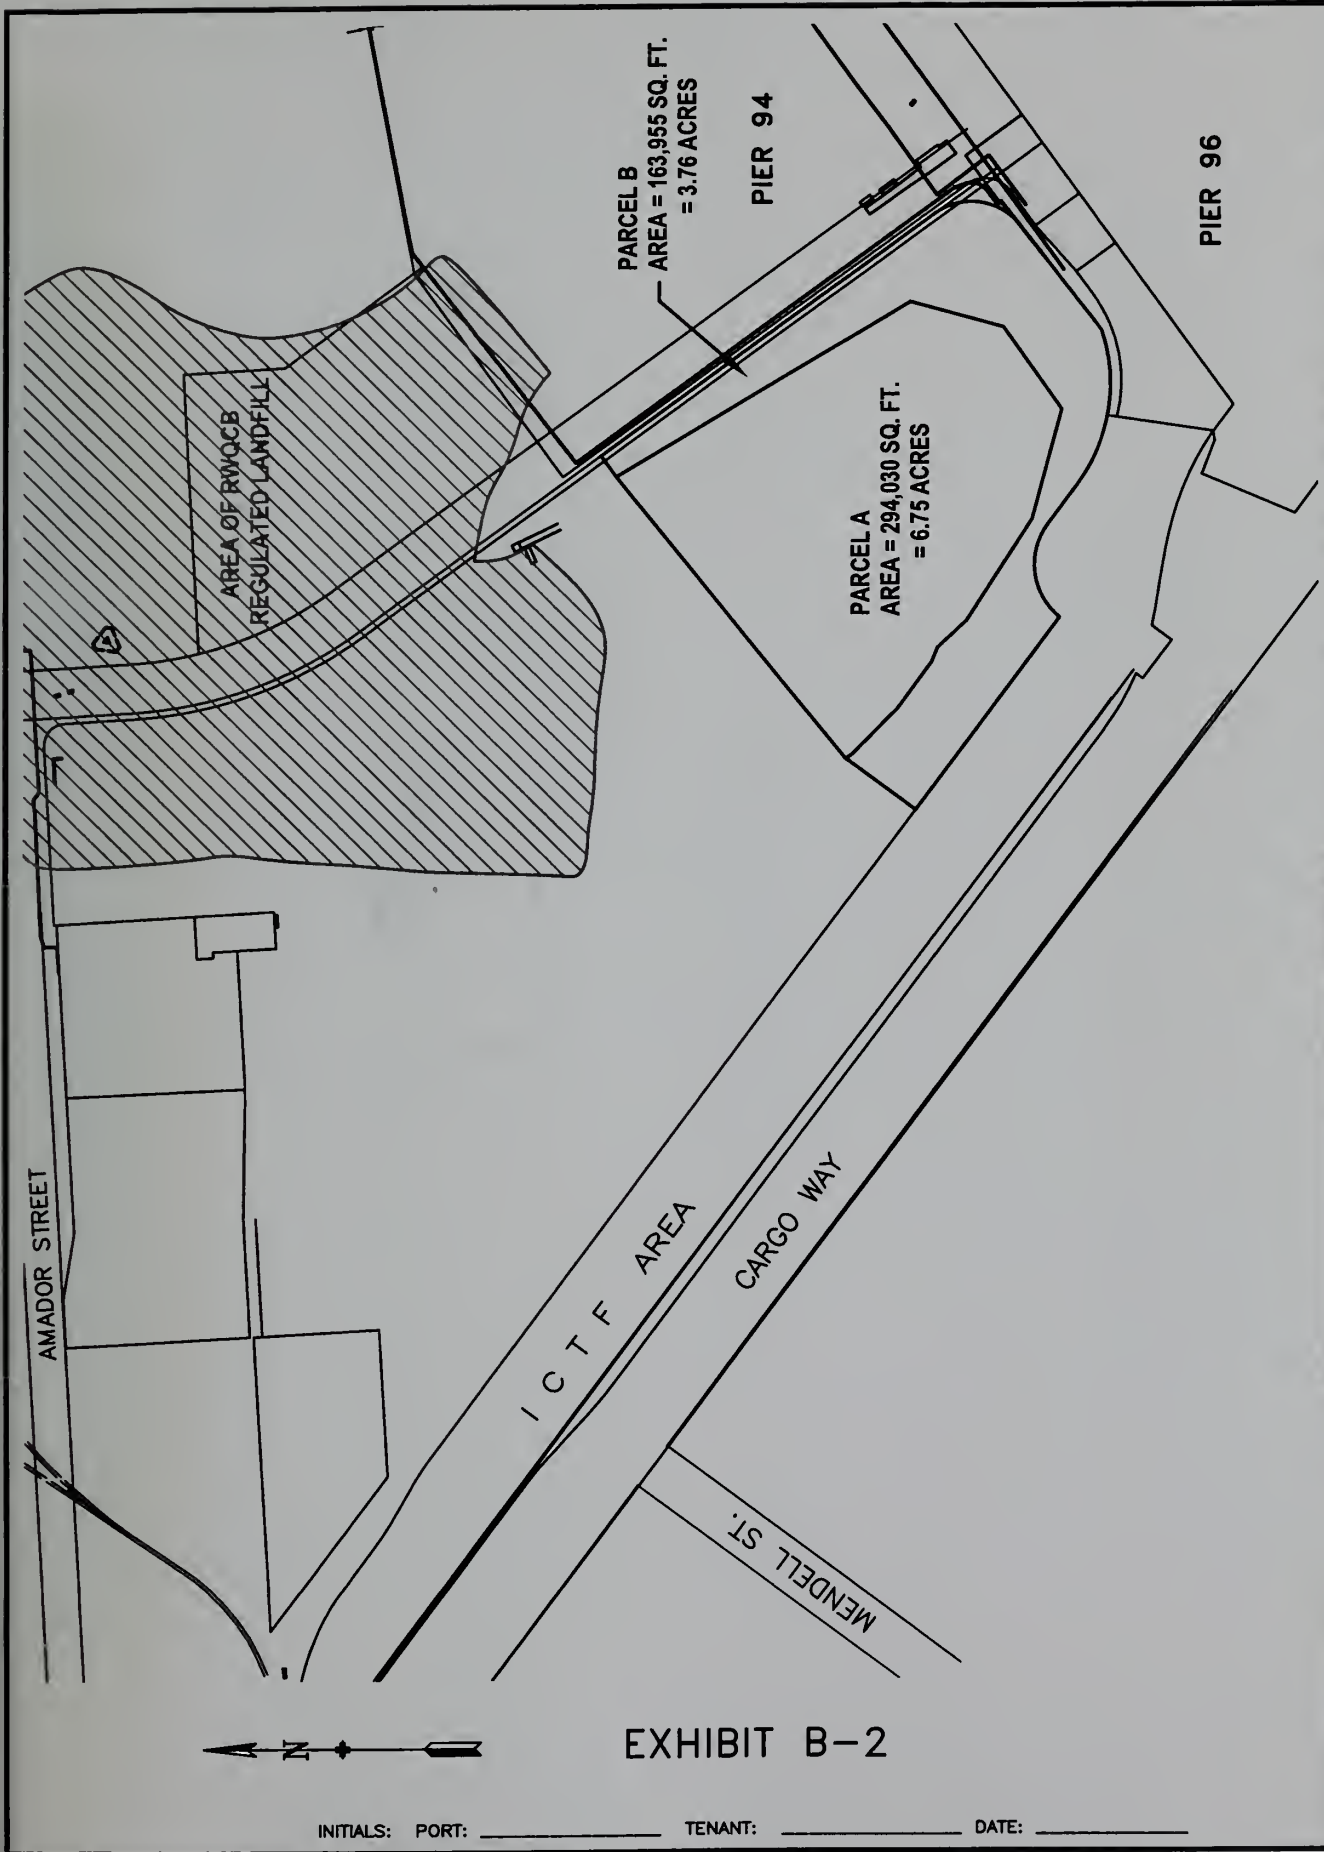 PARCEL B
AREA = 163,955 SQ. FT.
= 3.76 ACRES
PIER 94
PIER 96
AREA OF RWQCB
REGULATED LANDFILL
PARCEL A
AREA = 294,030 SQ. FT.
= 6.75 ACRES
AMADOR STREET
I C T F AREA
CARGO WAY
MENDELL ST.
N
EXHIBIT B-2
INITIALS: PORT: TENANT: DATE: